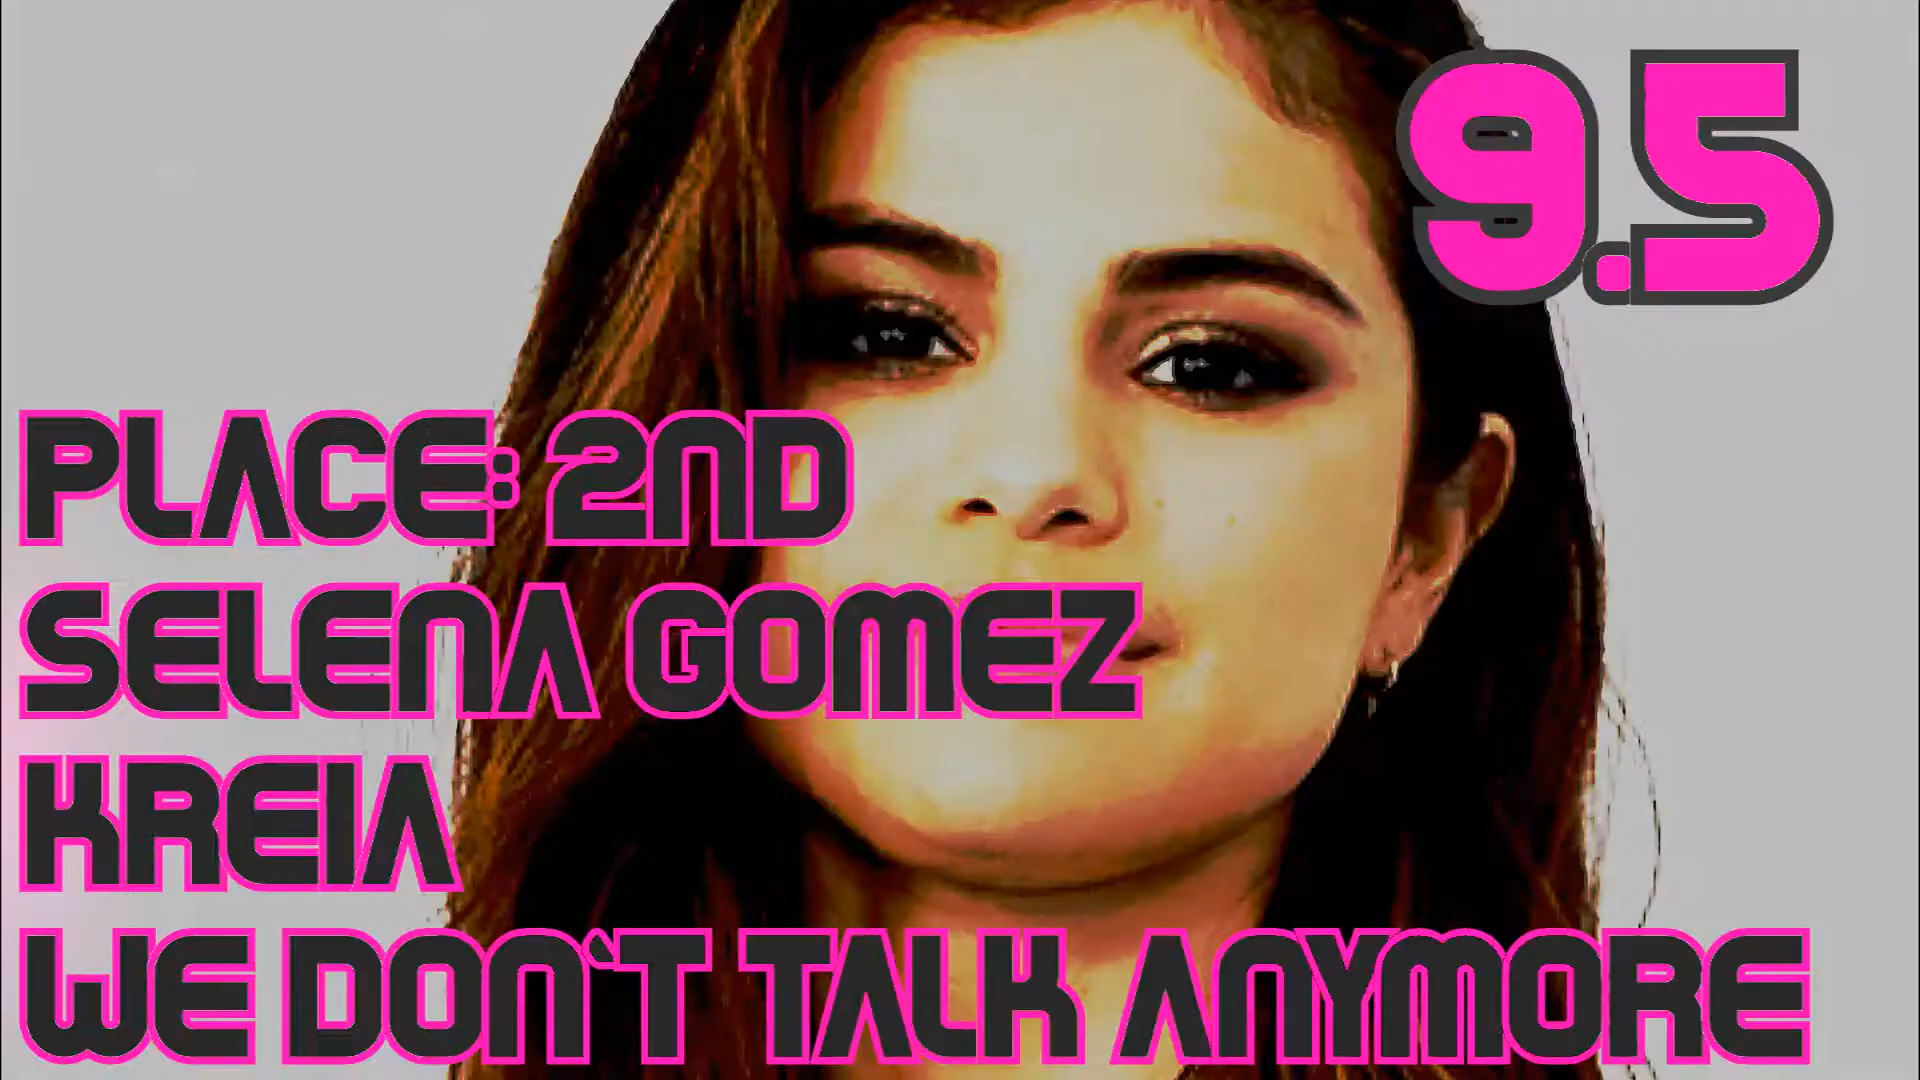 9.5
PLACE: 2ND
SELENA GOMEZ
KREIA
WE DON'T TALK ANYMORE